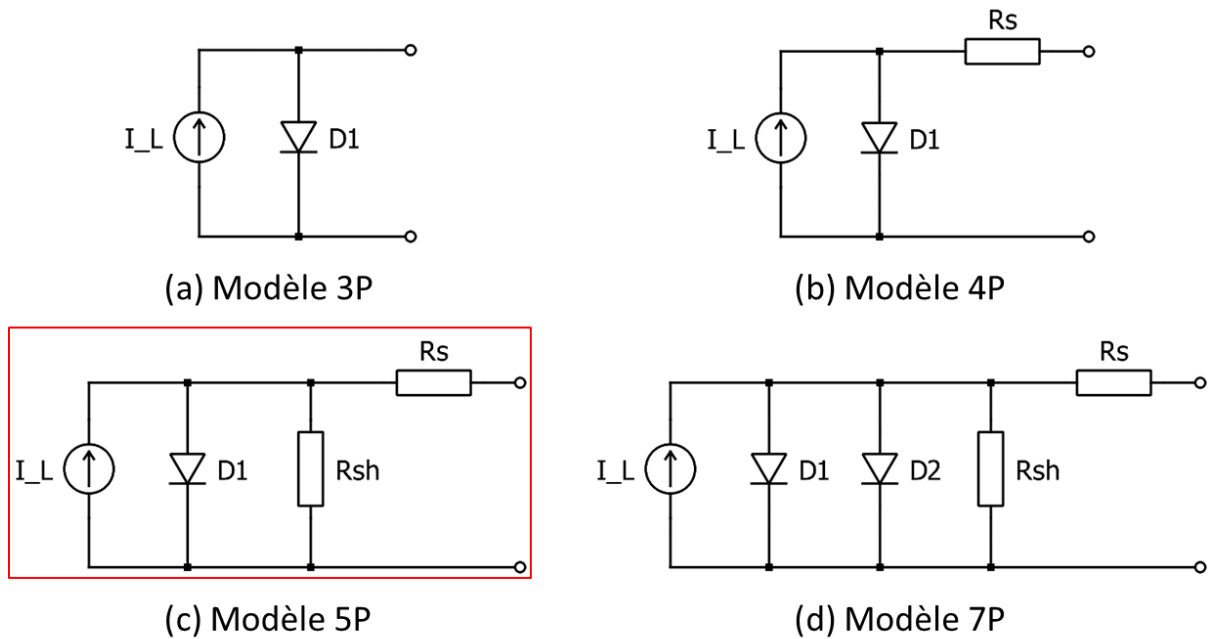 I_L
D1
(a) Modèle 3P
Rs
I_L
D1
(b) Modèle 4P
Rs
I_L
D1
Rsh
(c) Modèle 5P
Rs
I_L
D1
D2
Rsh
(d) Modèle 7P